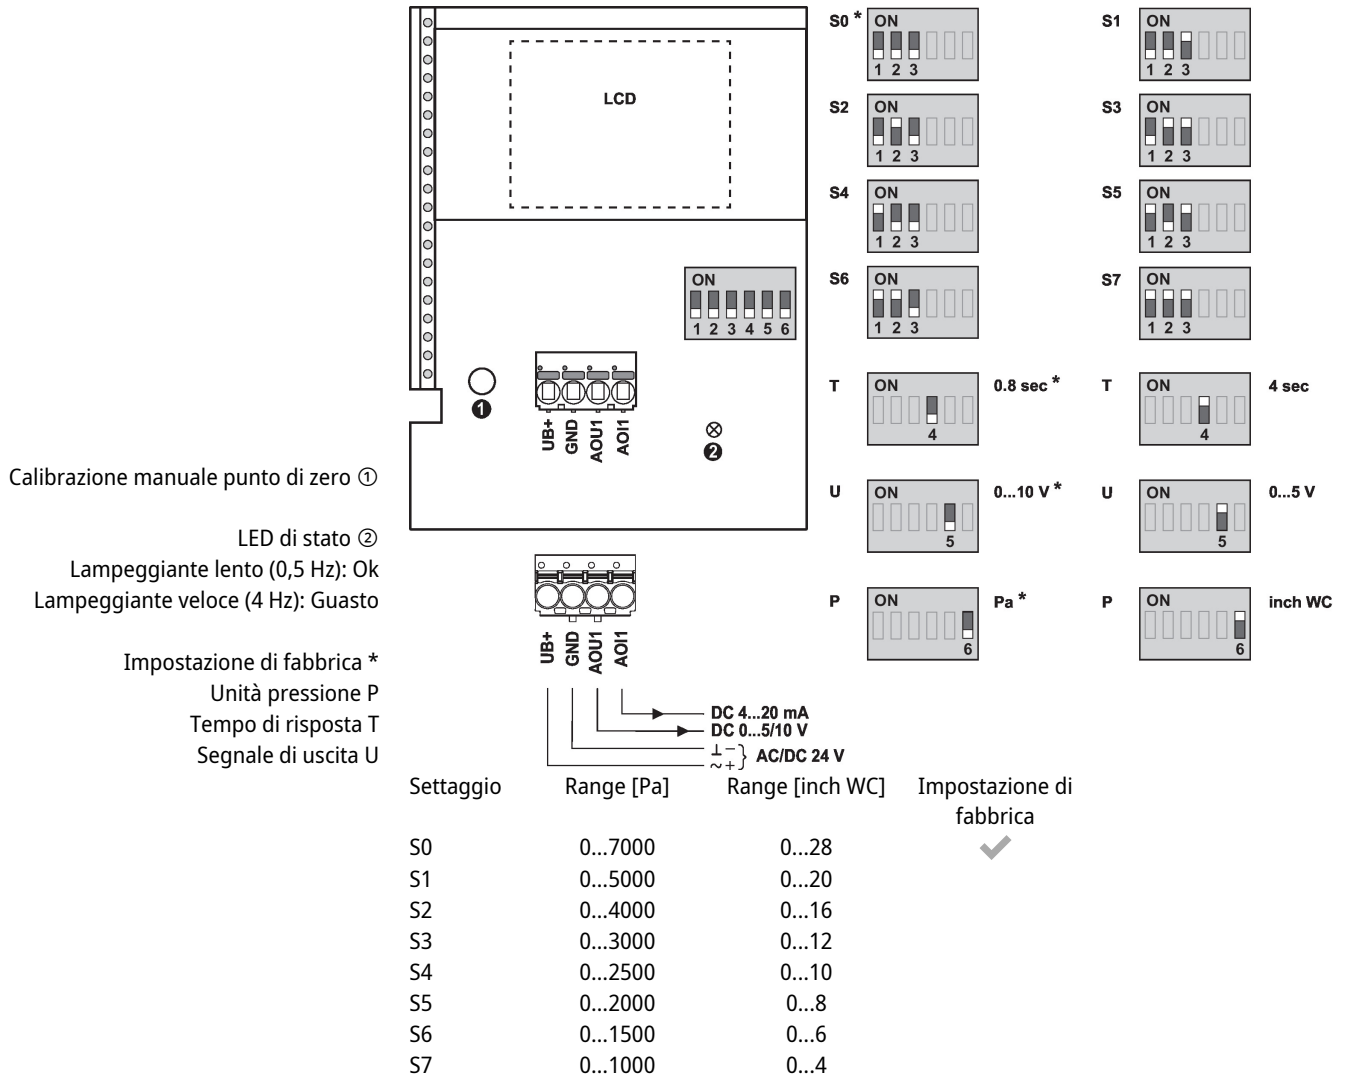 LCD
ON
1 2 3 4 5 6
❶
UB+
GND
AOU1
AOI1
❷
Calibrazione manuale punto di zero ①
LED di stato ②
Lampeggiante lento (0,5 Hz): Ok
Lampeggiante veloce (4 Hz): Guasto
Impostazione di fabbrica *
Unità pressione P
Tempo di risposta T
Segnale di uscita U
UB+
GND
AOU1
AOI1
DC 4...20 mA
DC 0...5/10 V
⊥ −
~ +
} AC/DC 24 V
S0 *
ON
1 2 3
S1
ON
1 2 3
S2
ON
1 2 3
S3
ON
1 2 3
S4
ON
1 2 3
S5
ON
1 2 3
S6
ON
1 2 3
S7
ON
1 2 3
T
ON
4
0.8 sec *
T
ON
4
4 sec
U
ON
5
0...10 V *
U
ON
5
0...5 V
P
ON
6
Pa *
P
ON
6
inch WC
Settaggio Range [Pa] Range [inch WC] Impostazione di
fabbrica
S0 0...7000 0...28 ✔
S1 0...5000 0...20
S2 0...4000 0...16
S3 0...3000 0...12
S4 0...2500 0...10
S5 0...2000 0...8
S6 0...1500 0...6
S7 0...1000 0...4